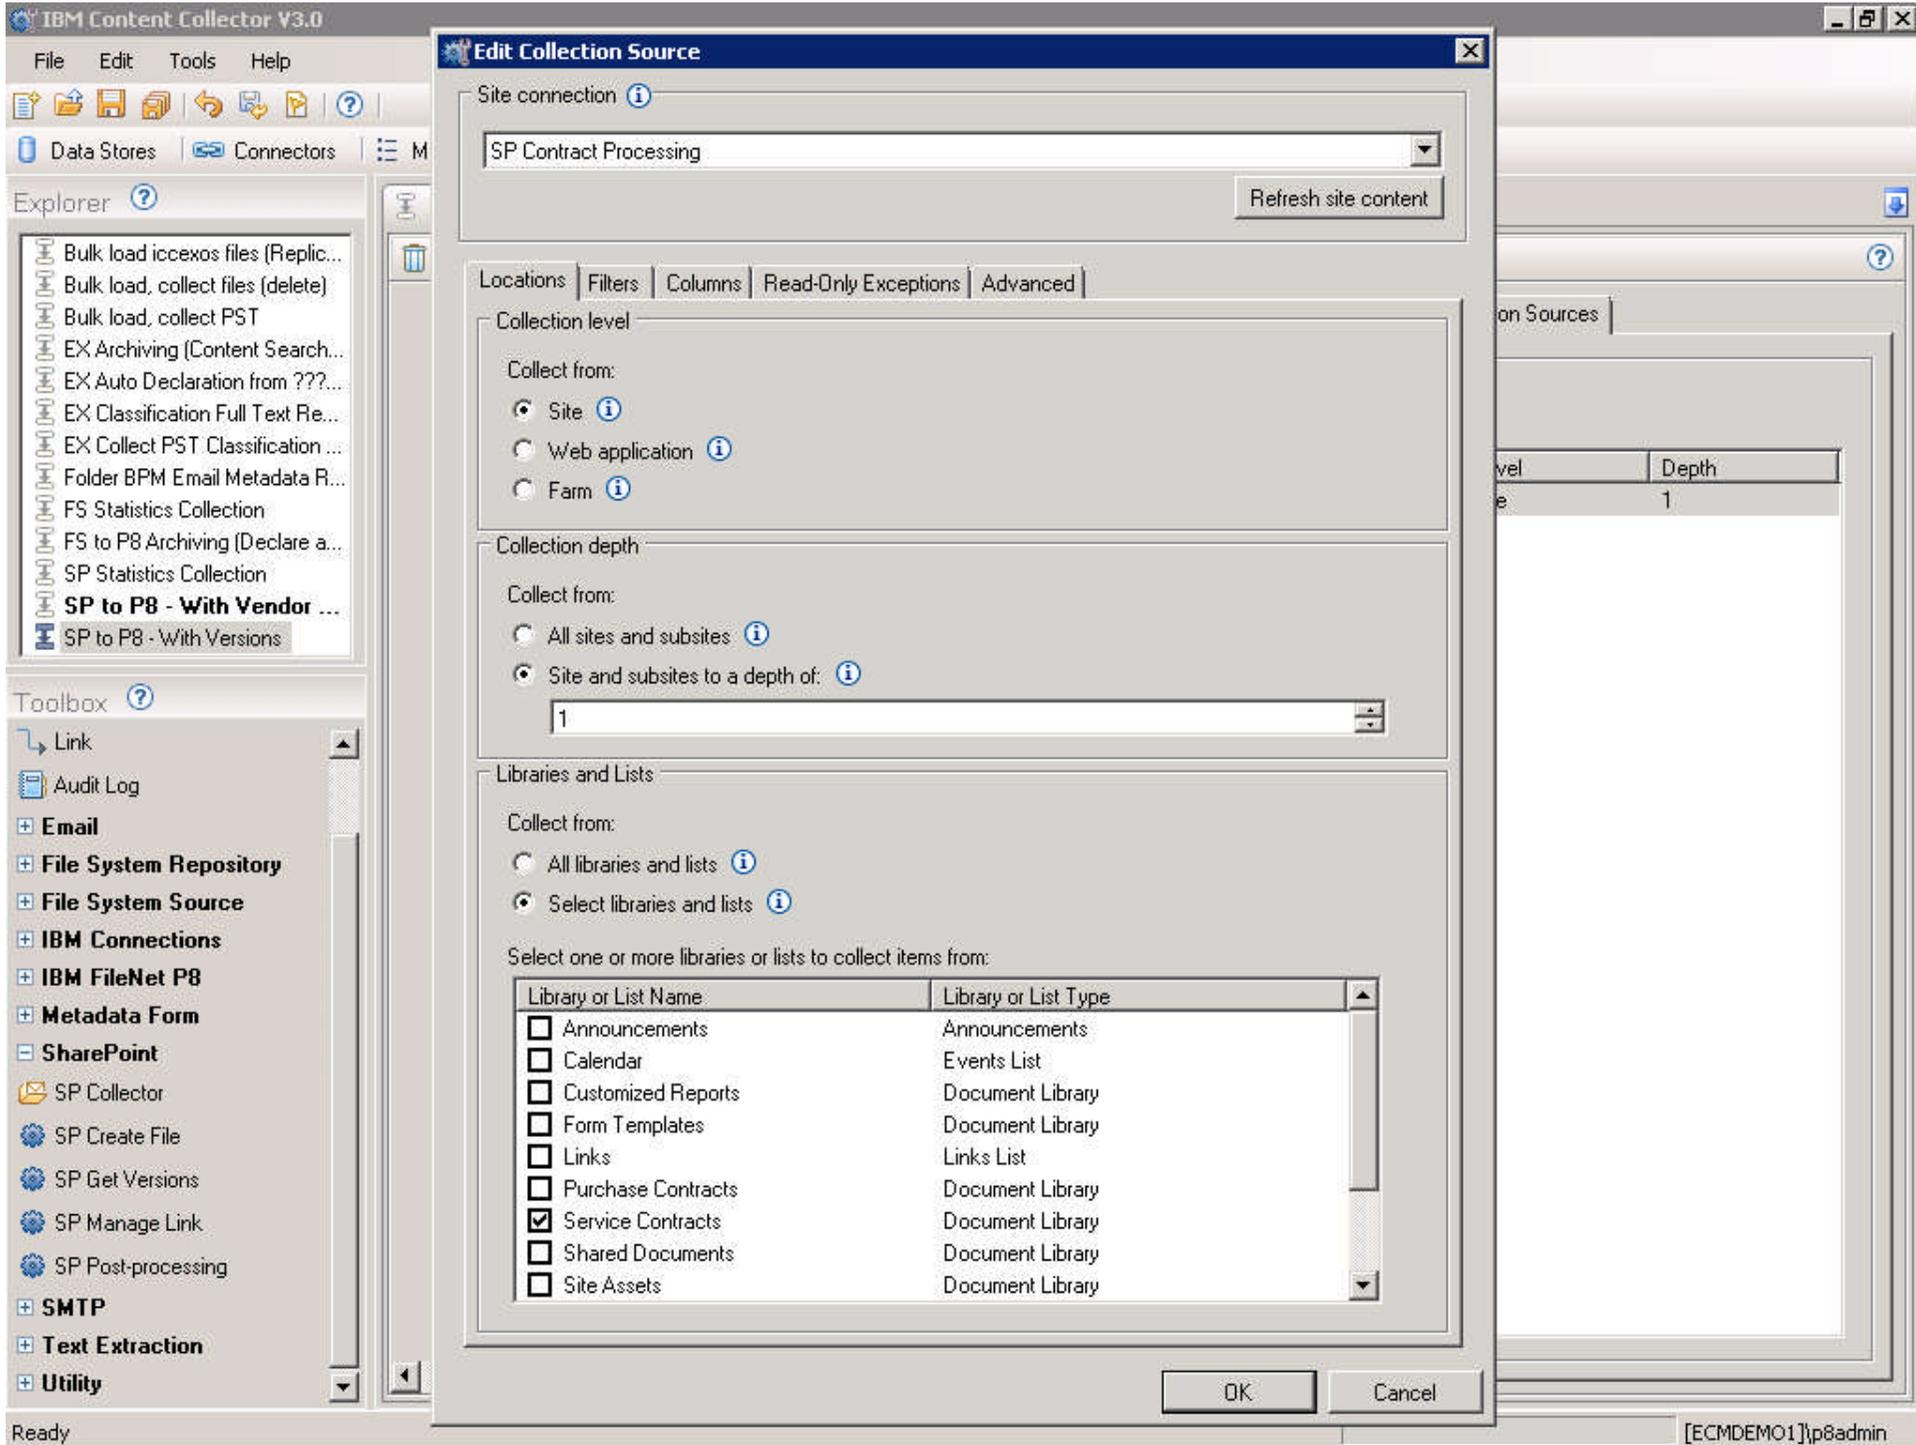 IBM Content Collector V3.0
File Edit Tools Help
Data Stores Connectors M
Explorer
Bulk load iccexos files (Replic...
Bulk load, collect files (delete)
Bulk load, collect PST
EX Archiving (Content Search...
EX Auto Declaration from ???...
EX Classification Full Text Re...
EX Collect PST Classification ...
Folder BPM Email Metadata R...
FS Statistics Collection
FS to P8 Archiving (Declare a...
SP Statistics Collection
SP to P8 - With Vendor ...
SP to P8 - With Versions
Toolbox
Link
Audit Log
Email
File System Repository
File System Source
IBM Connections
IBM FileNet P8
Metadata Form
SharePoint
SP Collector
SP Create File
SP Get Versions
SP Manage Link
SP Post-processing
SMTP
Text Extraction
Utility
Edit Collection Source
Site connection
SP Contract Processing
Refresh site content
Locations Filters Columns Read-Only Exceptions Advanced
Collection level
Collect from:
Site
Web application
Farm
Collection depth
Collect from:
All sites and subsites
Site and subsites to a depth of:
1
Libraries and Lists
Collect from:
All libraries and lists
Select libraries and lists
Select one or more libraries or lists to collect items from:
Library or List Name Library or List Type
Announcements Announcements
Calendar Events List
Customized Reports Document Library
Form Templates Document Library
Links Links List
Purchase Contracts Document Library
Service Contracts Document Library
Shared Documents Document Library
Site Assets Document Library
OK Cancel
on Sources
vel Depth
e 1
Ready [ECMDEMO1]\p8admin